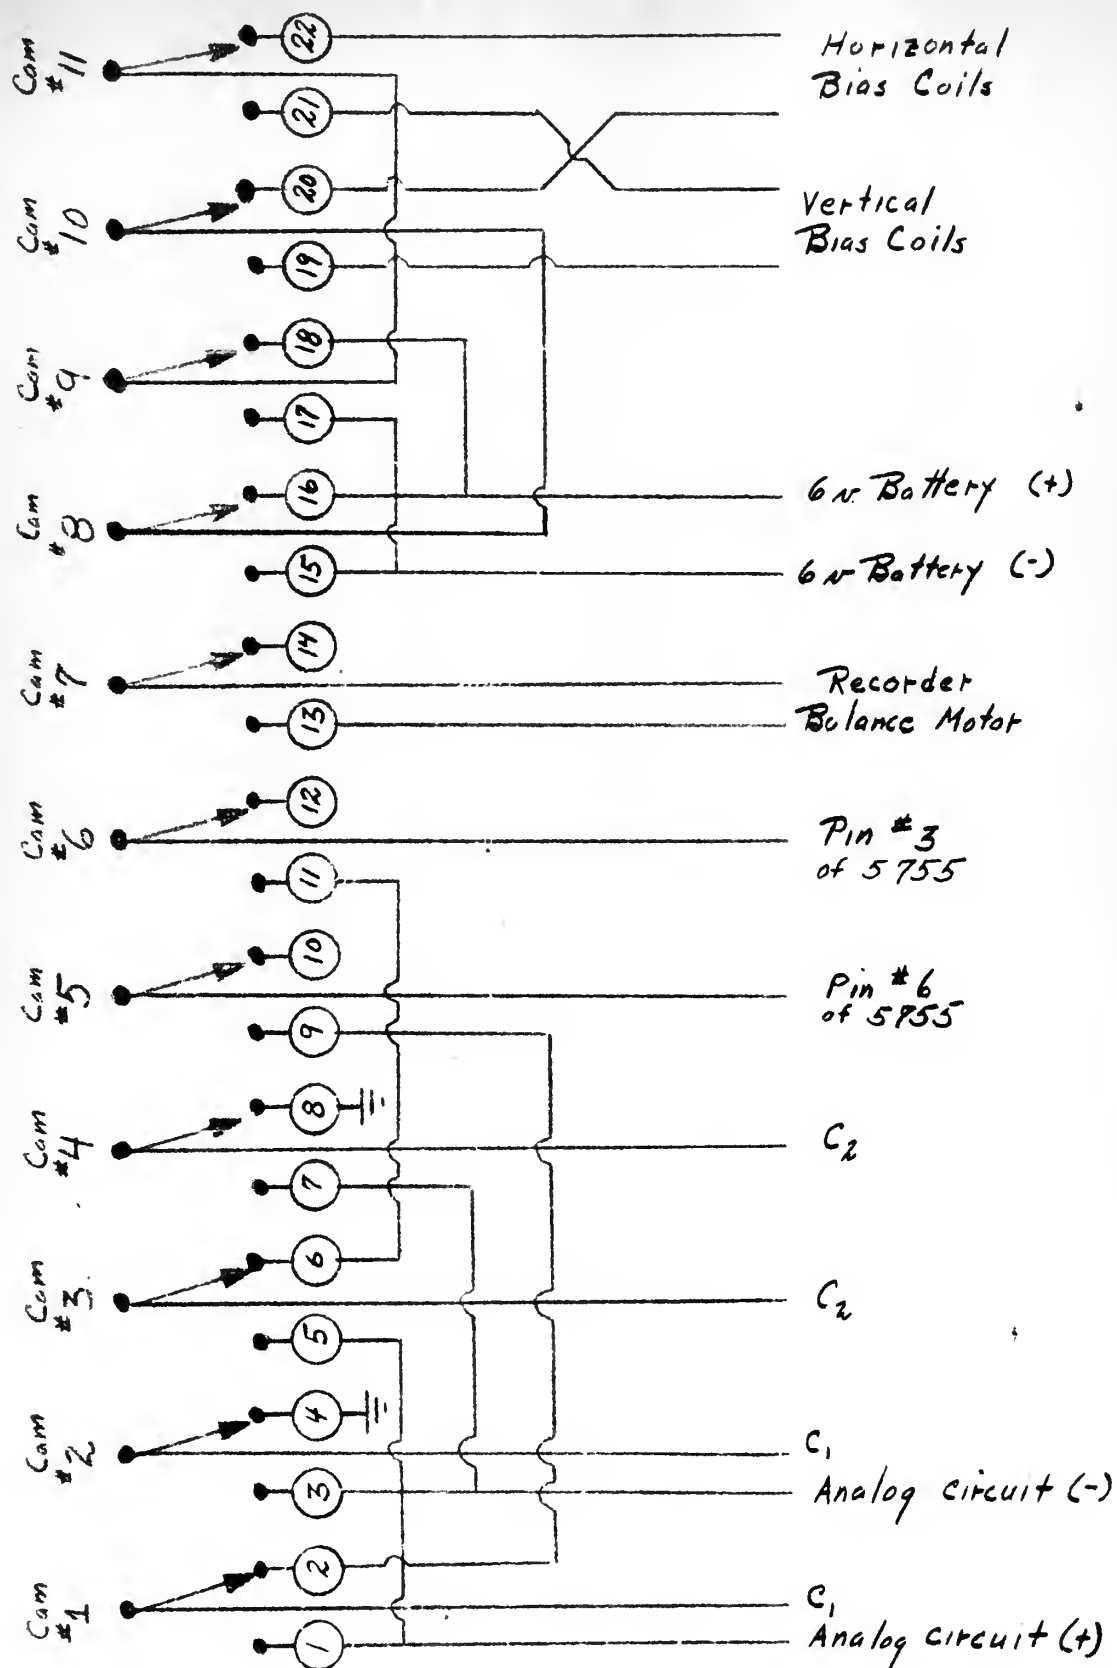 Cam
#11
22
Horizontal
Bias Coils
21
Cam
#10
20
Vertical
Bias Coils
19
Cam
#9
18
17
Cam
#8
16
6 v Battery (+)
15
6 v Battery (-)
Cam
#7
14
Recorder
Balance Motor
13
Cam
#6
12
Pin #3
of 5755
11
Cam
#5
10
Pin #6
of 5755
9
Cam
#4
8
C2
7
Cam
#3
6
C2
5
Cam
#2
4
C1
3
Analog circuit (-)
Cam
#1
2
C1
1
Analog circuit (+)